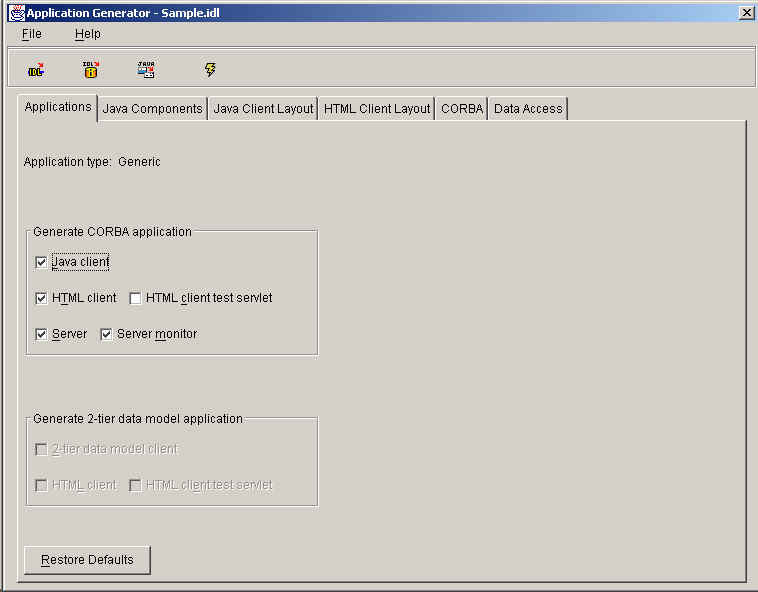 Application Generator - Sample.idl
File Help
IDL IDL JAVA
Applications Java Components Java Client Layout HTML Client Layout CORBA Data Access
Application type: Generic
Generate CORBA application
Java client
HTML client HTML client test servlet
Server Server monitor
Generate 2-tier data model application
2-tier data model client
HTML client HTML client test servlet
Restore Defaults